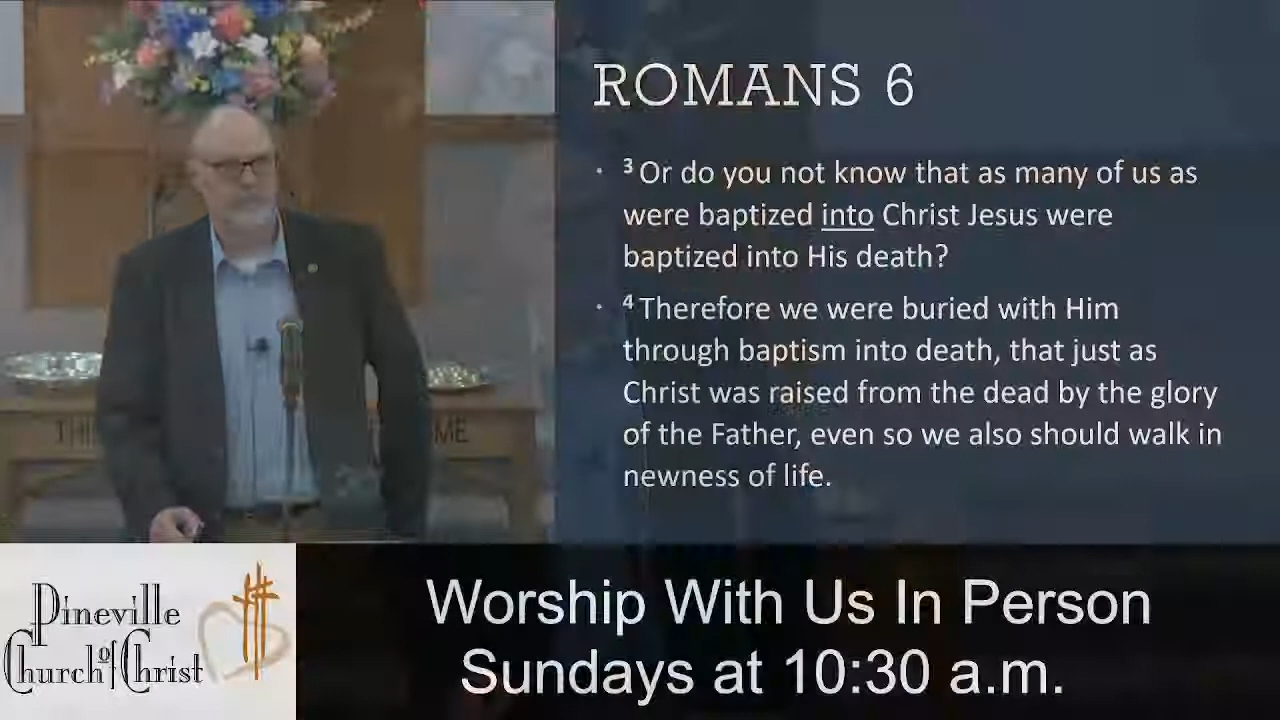 ROMANS 6
· ³ Or do you not know that as many of us as
were baptized into Christ Jesus were
baptized into His death?
· ⁴ Therefore we were buried with Him
through baptism into death, that just as
Christ was raised from the dead by the glory
of the Father, even so we also should walk in
newness of life.
THI
ME
Pineville
Church of Christ
Worship With Us In Person
Sundays at 10:30 a.m.